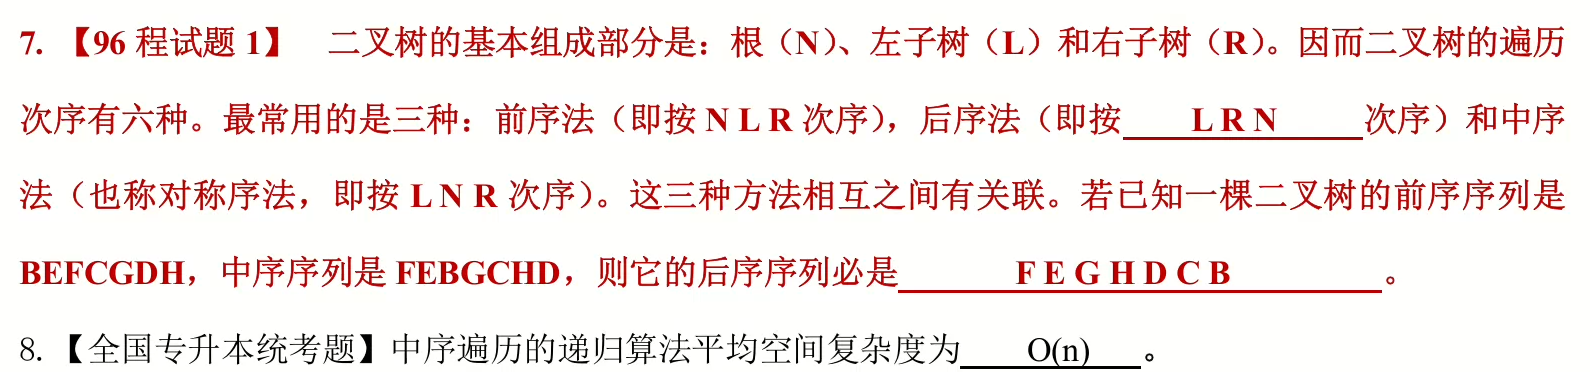 7. 【96 程试题 1】 二叉树的基本组成部分是：根（N）、左子树（L）和右子树（R）。因而二叉树的遍历
次序有六种。最常用的是三种：前序法（即按 N L R 次序），后序法（即按 L R N 次序）和中序
法（也称对称序法，即按 L N R 次序）。这三种方法相互之间有关联。若已知一棵二叉树的前序序列是
BEFCGDH，中序序列是 FEBGCHD，则它的后序序列必是 F E G H D C B 。
8. 【全国专升本统考题】中序遍历的递归算法平均空间复杂度为 O(n) 。